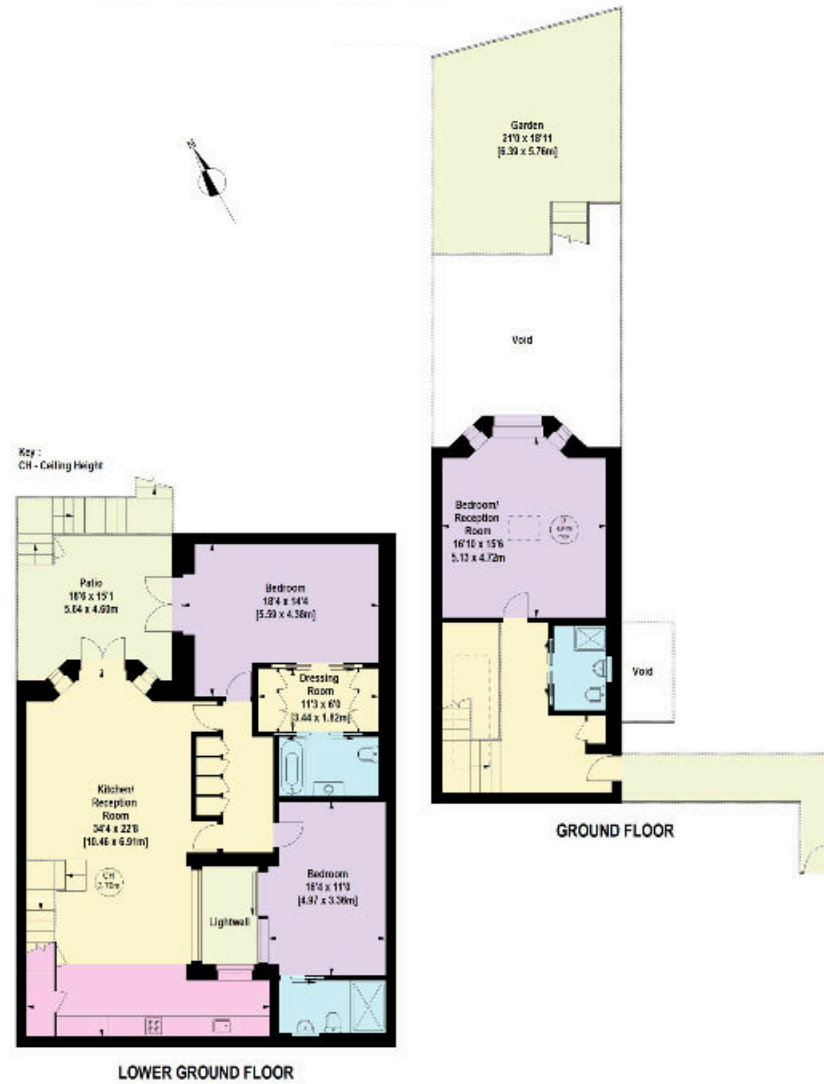 Garden
21'0 x 18'11
[6.39 x 5.76m]
Void
Key :
CH - Ceiling Height
Bedroom/
Reception
Room
16'10 x 15'6
5.13 x 4.72m
Void
GROUND FLOOR
Patio
18'6 x 15'1
5.64 x 4.60m
Bedroom
18'4 x 14'4
[5.59 x 4.38m]
Dressing
Room
11'3 x 6'0
[3.44 x 1.82m]
Kitchen/
Reception
Room
34'4 x 22'8
[10.46 x 6.91m]
CH
Lightwell
Bedroom
16'4 x 11'0
[4.97 x 3.36m]
LOWER GROUND FLOOR